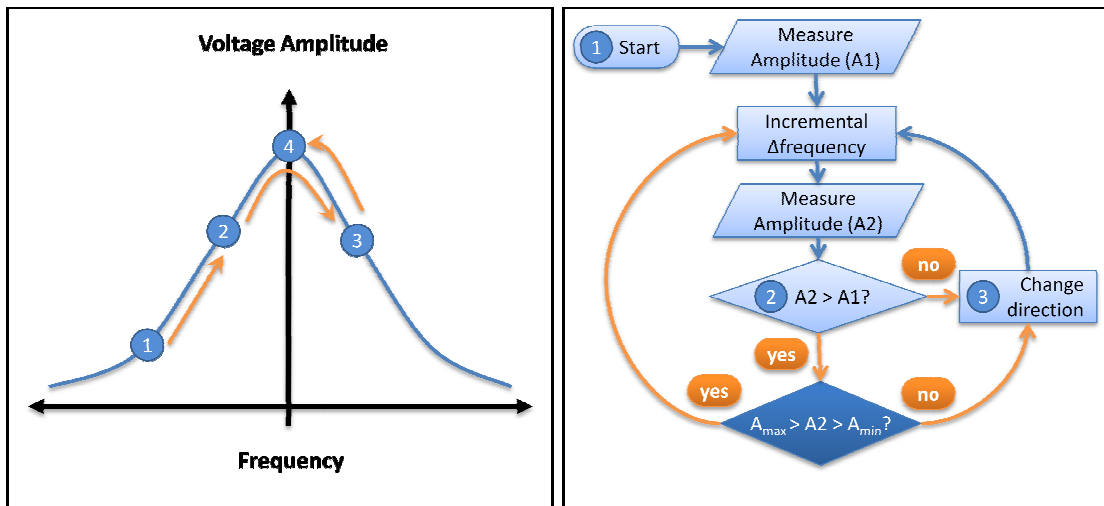 Voltage Amplitude
4
2
3
1
Frequency
1 Start
Measure
Amplitude (A1)
Incremental
Δfrequency
Measure
Amplitude (A2)
no
2 A2 > A1?
3 Change
direction
yes
yes
no
Amax > A2 > Amin?